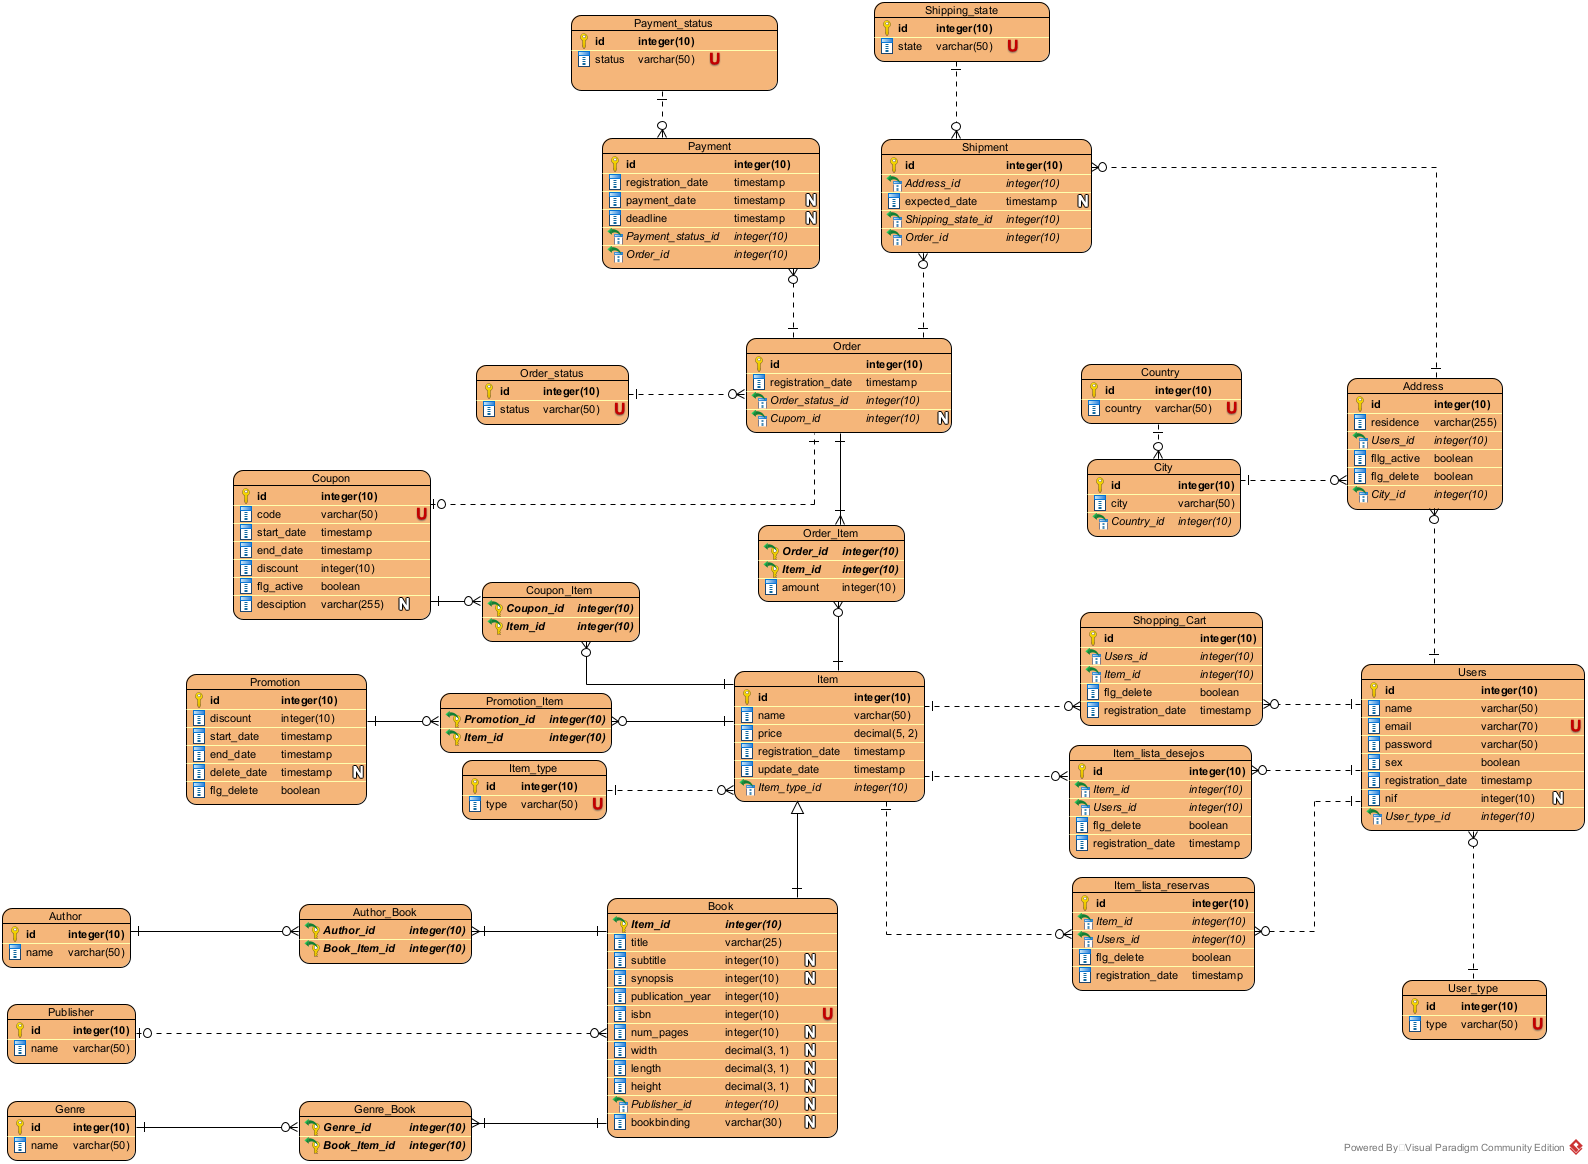 Payment_status
id integer(10)
status varchar(50) U
Shipping_state
id integer(10)
state varchar(50) U
Payment
id integer(10)
registration_date timestamp
payment_date timestamp N
deadline timestamp N
Payment_status_id integer(10)
Order_id integer(10)
Shipment
id integer(10)
Address_id integer(10)
expected_date timestamp N
Shipping_state_id integer(10)
Order_id integer(10)
Order
id integer(10)
registration_date timestamp
Order_status_id integer(10)
Cupom_id integer(10) N
Order_status
id integer(10)
status varchar(50) U
Country
id integer(10)
country varchar(50) U
Address
id integer(10)
residence varchar(255)
Users_id integer(10)
fllg_active boolean
flg_delete boolean
City_id integer(10)
City
id integer(10)
city varchar(50)
Country_id integer(10)
Coupon
id integer(10)
code varchar(50) U
start_date timestamp
end_date timestamp
discount integer(10)
flg_active boolean
desciption varchar(255) N
Order_Item
Order_id integer(10)
Item_id integer(10)
amount integer(10)
Coupon_Item
Coupon_id integer(10)
Item_id integer(10)
Shopping_Cart
id integer(10)
Users_id integer(10)
Item_id integer(10)
flg_delete boolean
registration_date timestamp
Promotion
id integer(10)
discount integer(10)
start_date timestamp
end_date timestamp
delete_date timestamp N
flg_delete boolean
Promotion_Item
Promotion_id integer(10)
Item_id integer(10)
Item
id integer(10)
name varchar(50)
price decimal(5, 2)
registration_date timestamp
update_date timestamp
Item_type_id integer(10)
Users
id integer(10)
name varchar(50)
email varchar(70) U
password varchar(50)
sex boolean
registration_date timestamp
nif integer(10) N
User_type_id integer(10)
Item_type
id integer(10)
type varchar(50) U
Item_lista_desejos
id integer(10)
Item_id integer(10)
Users_id integer(10)
flg_delete boolean
registration_date timestamp
Item_lista_reservas
id integer(10)
Item_id integer(10)
Users_id integer(10)
flg_delete boolean
registration_date timestamp
Author
id integer(10)
name varchar(50)
Author_Book
Author_id integer(10)
Book_Item_id integer(10)
Book
Item_id integer(10)
title varchar(25)
subtitle integer(10) N
synopsis integer(10) N
publication_year integer(10)
isbn integer(10) U
num_pages integer(10) N
width decimal(3, 1) N
length decimal(3, 1) N
height decimal(3, 1) N
Publisher_id integer(10) N
bookbinding varchar(30) N
User_type
id integer(10)
type varchar(50) U
Publisher
id integer(10)
name varchar(50)
Genre
id integer(10)
name varchar(50)
Genre_Book
Genre_id integer(10)
Book_Item_id integer(10)
Powered By Visual Paradigm Community Edition